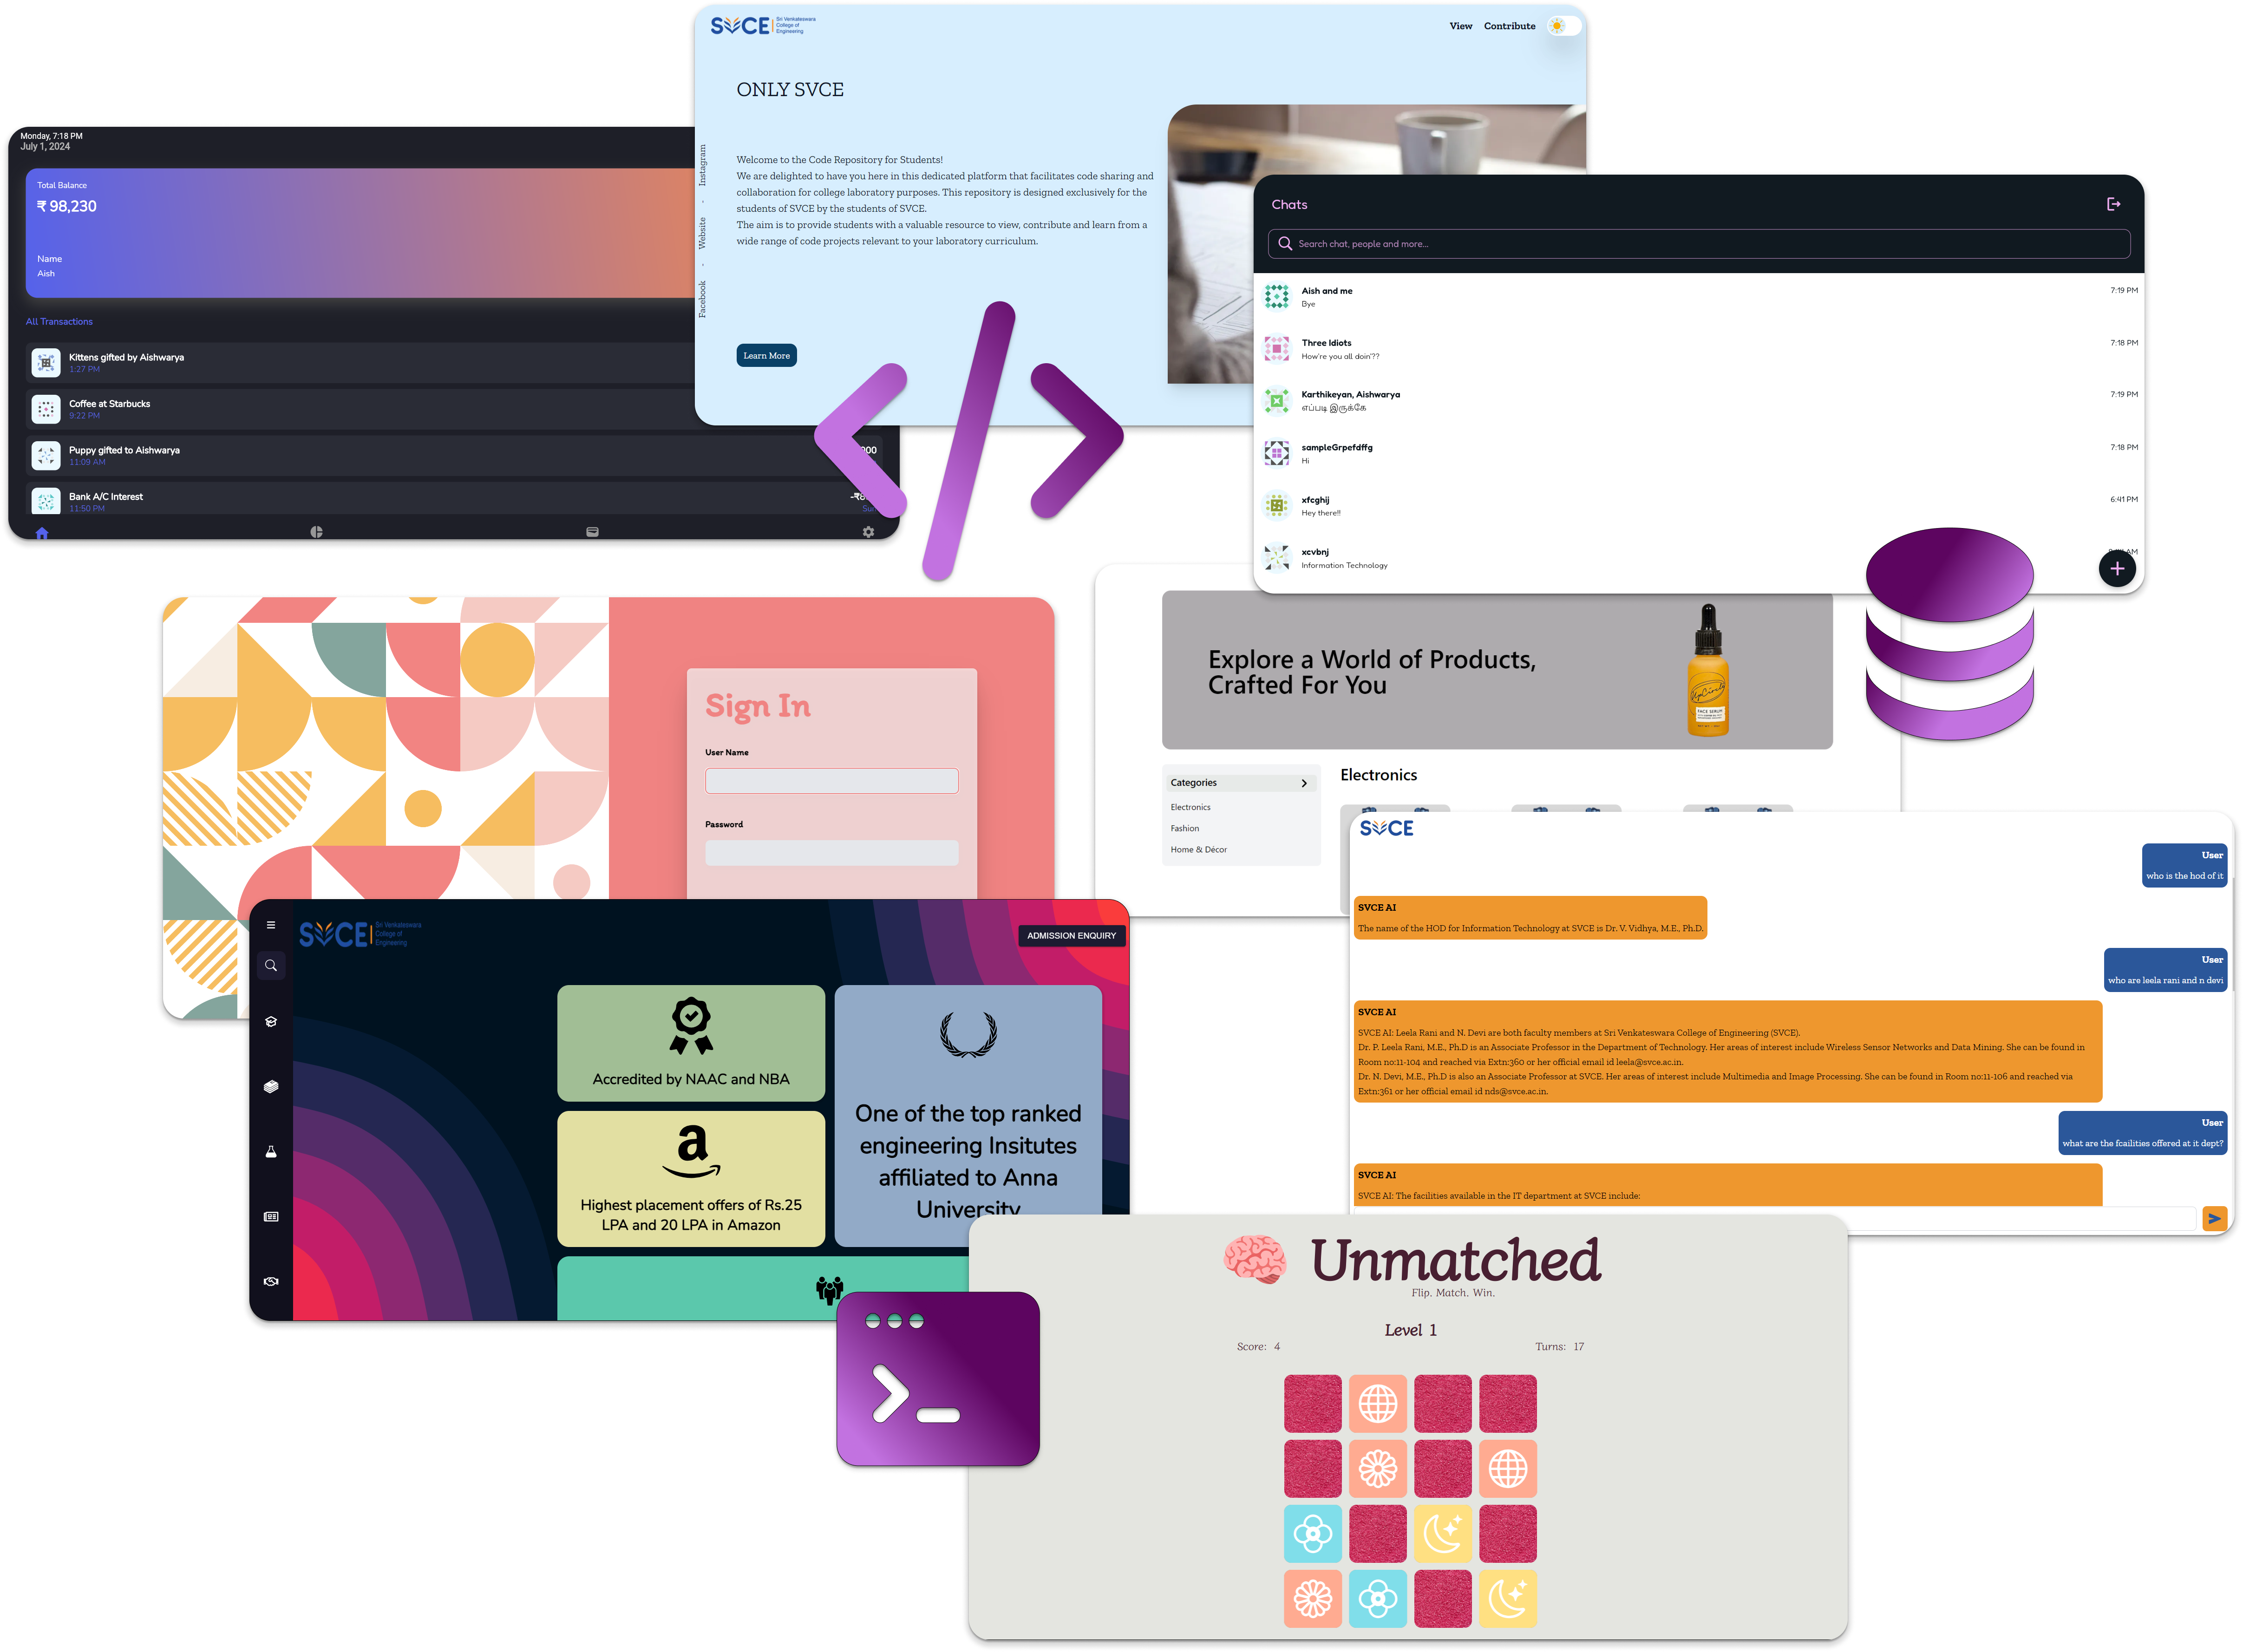 SVCE
Sri Venkateswara
College of
Engineering
View
Contribute
ONLY SVCE
Welcome to the Code Repository for Students!
We are delighted to have you here in this dedicated platform that facilitates code sharing and
collaboration for college laboratory purposes. This repository is designed exclusively for the
students of SVCE by the students of SVCE.
The aim is to provide students with a valuable resource to view, contribute and learn from a
wide range of code projects relevant to your laboratory curriculum.
Learn More
Facebook - Website - Instagram
Monday, 7:18 PM
July 1, 2024
Total Balance
₹ 98,230
Name
Aish
All Transactions
Kittens gifted by Aishwarya
1:27 PM
Coffee at Starbucks
9:22 PM
Puppy gifted to Aishwarya
11:09 AM
Bank A/C Interest
11:50 PM
Chats
Search chat, people and more...
Aish and me
7:19 PM
Bye
Three Idiots
7:18 PM
How're you all doin'??
Karthikeyan, Aishwarya
7:19 PM
எப்படி இருக்கே
sampleGrpefdffg
7:18 PM
Hi
xfcghij
6:41 PM
Hey there!!
xcvbnj
Information Technology
Sign In
User Name
Password
Explore a World of Products,
Crafted For You
FACE SERUM
Categories
Electronics
Fashion
Home & Décor
Electronics
SVCE
User
who is the hod of it
SVCE AI
The name of the HOD for Information Technology at SVCE is Dr. V. Vidhya, M.E., Ph.D.
User
who are leela rani and n devi
SVCE AI
SVCE AI: Leela Rani and N. Devi are both faculty members at Sri Venkateswara College of Engineering (SVCE).
Dr. P. Leela Rani, M.E., Ph.D is an Associate Professor in the Department of Technology. Her areas of interest include Wireless Sensor Networks and Data Mining. She can be found in
Room no:11-104 and reached via Extn:360 or her official email id leela@svce.ac.in.
Dr. N. Devi, M.E., Ph.D is also an Associate Professor at SVCE. Her areas of interest include Multimedia and Image Processing. She can be found in Room no:11-106 and reached via
Extn:361 or her official email id nds@svce.ac.in.
User
what are the fcailities offered at it dept?
SVCE AI
SVCE AI: The facilities available in the IT department at SVCE include:
SVCE
Sri Venkateswara
College of
Engineering
ADMISSION ENQUIRY
Accredited by NAAC and NBA
Highest placement offers of Rs.25
LPA and 20 LPA in Amazon
One of the top ranked
engineering Insitutes
affiliated to Anna
University
Unmatched
Flip. Match. Win.
Level 1
Score: 4
Turns: 17